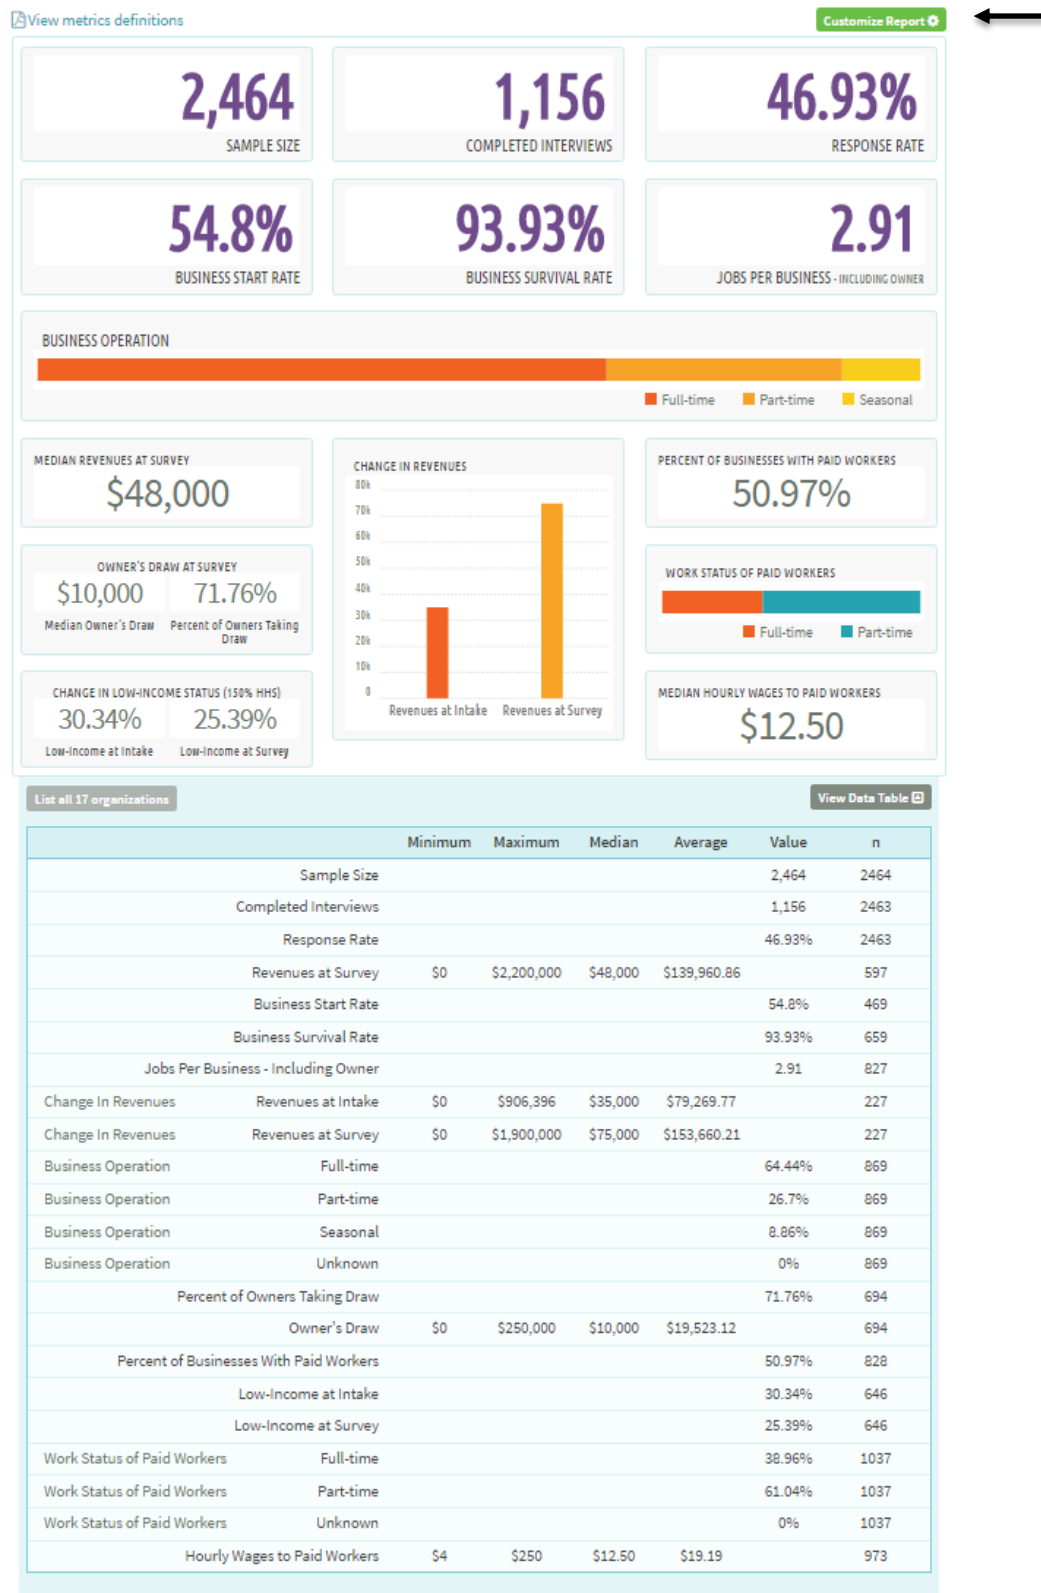 View metrics definitions
Customize Report
2,464
SAMPLE SIZE
1,156
COMPLETED INTERVIEWS
46.93%
RESPONSE RATE
54.8%
BUSINESS START RATE
93.93%
BUSINESS SURVIVAL RATE
2.91
JOBS PER BUSINESS - INCLUDING OWNER
BUSINESS OPERATION
Full-time Part-time Seasonal
MEDIAN REVENUES AT SURVEY
$48,000
OWNER'S DRAW AT SURVEY
$10,000 71.76%
Median Owner's Draw Percent of Owners Taking
Draw
CHANGE IN LOW-INCOME STATUS (150% HHS)
30.34% 25.39%
Low-Income at Intake Low-Income at Survey
CHANGE IN REVENUES
80k
70k
60k
50k
40k
30k
20k
10k
0
Revenues at Intake Revenues at Survey
PERCENT OF BUSINESSES WITH PAID WORKERS
50.97%
WORK STATUS OF PAID WORKERS
Full-time Part-time
MEDIAN HOURLY WAGES TO PAID WORKERS
$12.50
List all 17 organizations
View Data Table
Minimum Maximum Median Average Value n
Sample Size 2,464 2464
Completed Interviews 1,156 2463
Response Rate 46.93% 2463
Revenues at Survey $0 $2,200,000 $48,000 $139,960.86 597
Business Start Rate 54.8% 469
Business Survival Rate 93.93% 659
Jobs Per Business - Including Owner 2.91 827
Change In Revenues Revenues at Intake $0 $906,396 $35,000 $79,269.77 227
Change In Revenues Revenues at Survey $0 $1,900,000 $75,000 $153,660.21 227
Business Operation Full-time 64.44% 869
Business Operation Part-time 26.7% 869
Business Operation Seasonal 8.86% 869
Business Operation Unknown 0% 869
Percent of Owners Taking Draw 71.76% 694
Owner's Draw $0 $250,000 $10,000 $19,523.12 694
Percent of Businesses With Paid Workers 50.97% 828
Low-Income at Intake 30.34% 646
Low-Income at Survey 25.39% 646
Work Status of Paid Workers Full-time 38.96% 1037
Work Status of Paid Workers Part-time 61.04% 1037
Work Status of Paid Workers Unknown 0% 1037
Hourly Wages to Paid Workers $4 $250 $12.50 $19.19 973